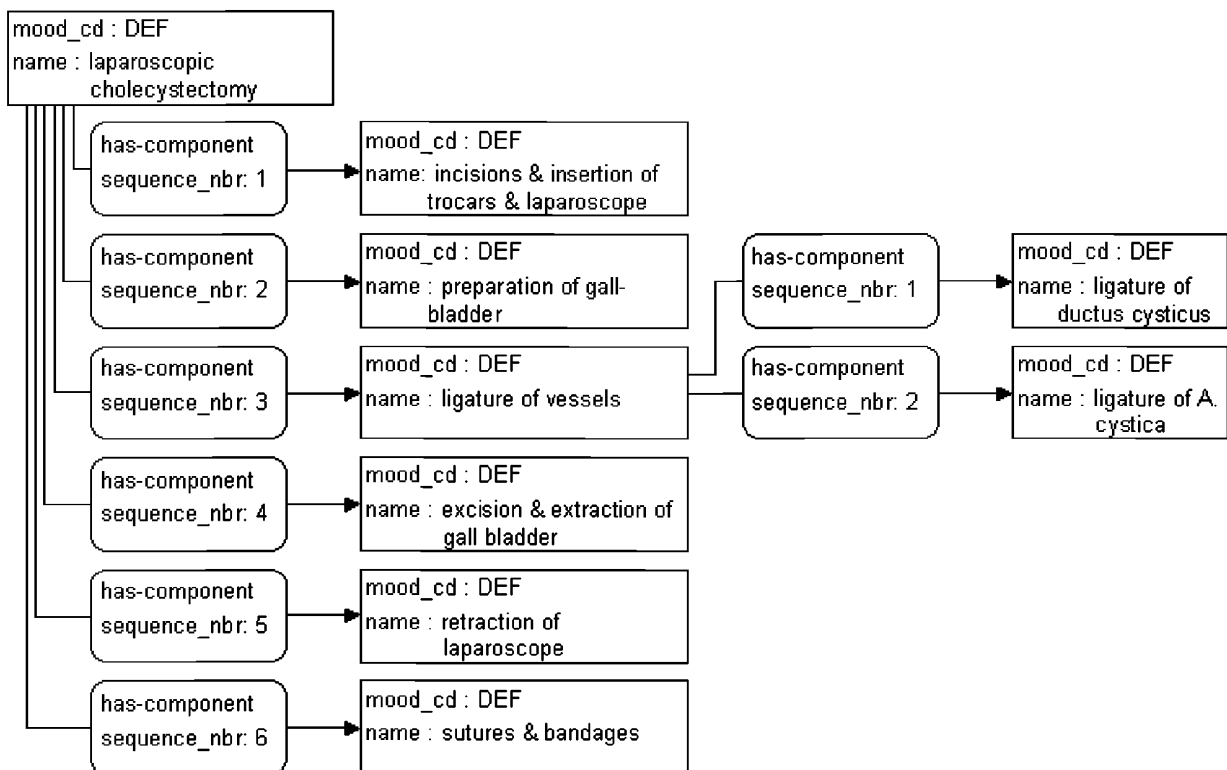 mood_cd : DEF
name : laparoscopic
cholecystectomy
has-component
sequence_nbr: 1
mood_cd : DEF
name: incisions & insertion of
trocars & laparoscope
has-component
sequence_nbr: 2
mood_cd : DEF
name : preparation of gall-
bladder
has-component
sequence_nbr: 1
mood_cd : DEF
name : ligature of
ductus cysticus
has-component
sequence_nbr: 3
mood_cd : DEF
name : ligature of vessels
has-component
sequence_nbr: 2
mood_cd : DEF
name : ligature of A.
cystica
has-component
sequence_nbr: 4
mood_cd : DEF
name : excision & extraction of
gall bladder
has-component
sequence_nbr: 5
mood_cd : DEF
name : retraction of
laparoscope
has-component
sequence_nbr: 6
mood_cd : DEF
name : sutures & bandages